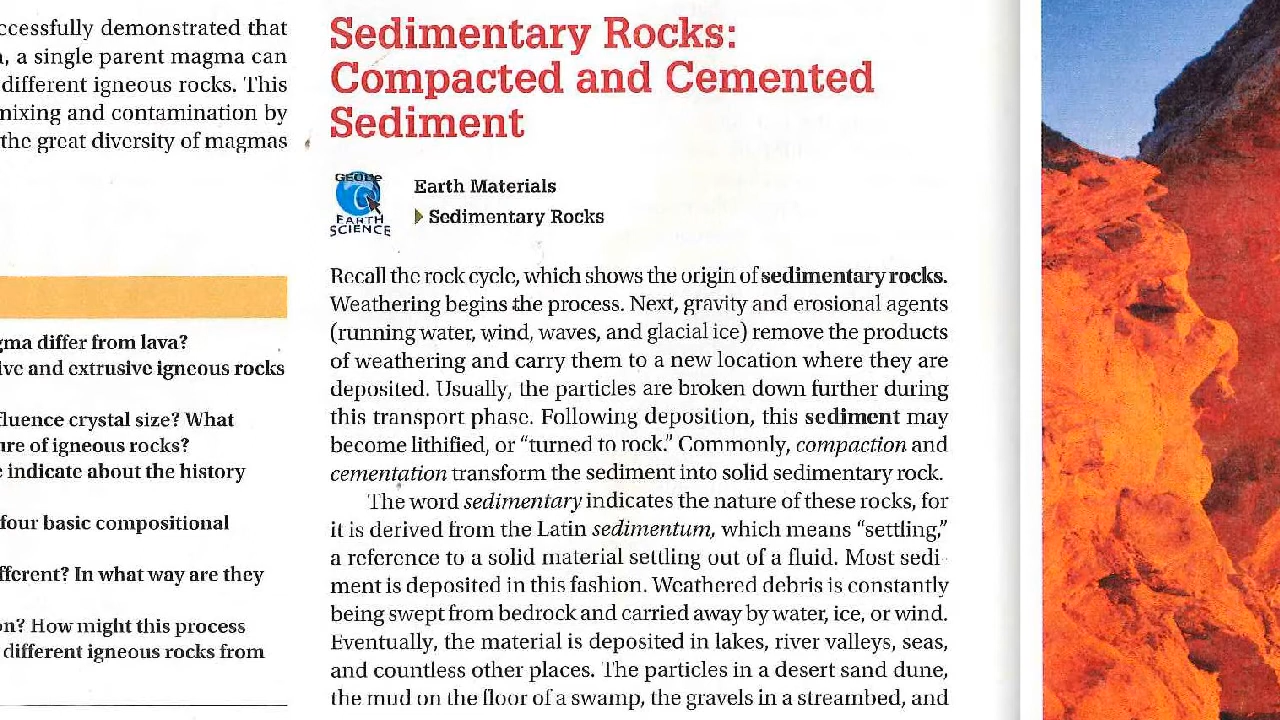 ccessfully demonstrated that
a single parent magma can
different igneous rocks. This
mixing and contamination by
the great diversity of magmas
gma differ from lava?
ive and extrusive igneous rocks
fluence crystal size? What
ure of igneous rocks?
e indicate about the history
four basic compositional
fferent? In what way are they
on? How might this process
different igneous rocks from
Sedimentary Rocks:
Compacted and Cemented
Sediment
GEODe
EARTH
SCIENCE
Earth Materials
Sedimentary Rocks
Recall the rock cycle, which shows the origin of sedimentary rocks.
Weathering begins the process. Next, gravity and erosional agents
(running water, wind, waves, and glacial ice) remove the products
of weathering and carry them to a new location where they are
deposited. Usually, the particles are broken down further during
this transport phase. Following deposition, this sediment may
become lithified, or “turned to rock.” Commonly, compaction and
cementation transform the sediment into solid sedimentary rock.
The word sedimentary indicates the nature of these rocks, for
it is derived from the Latin sedimentum, which means “settling,”
a reference to a solid material settling out of a fluid. Most sedi-
ment is deposited in this fashion. Weathered debris is constantly
being swept from bedrock and carried away by water, ice, or wind.
Eventually, the material is deposited in lakes, river valleys, seas,
and countless other places. The particles in a desert sand dune,
the mud on the floor of a swamp, the gravels in a streambed, and